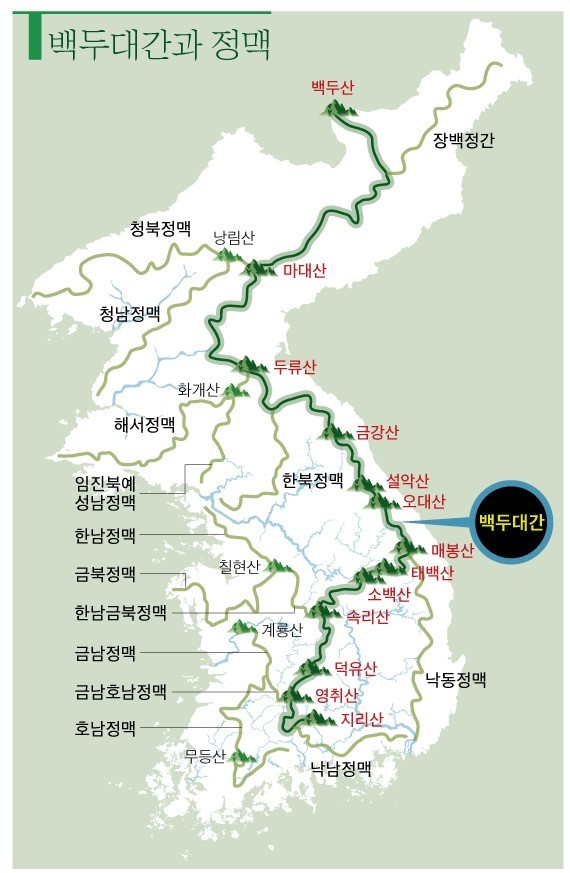 백두대간과 정맥
백두산
장백정간
청북정맥
낭림산
마대산
청남정맥
두류산
화개산
해서정맥
금강산
임진북예
성남정맥
한북정맥
설악산
오대산
백두대간
한남정맥
매봉산
칠현산
태백산
금북정맥
소백산
한남금북정맥
속리산
계룡산
금남정맥
덕유산
낙동정맥
금남호남정맥
영취산
지리산
호남정맥
무등산
낙남정맥